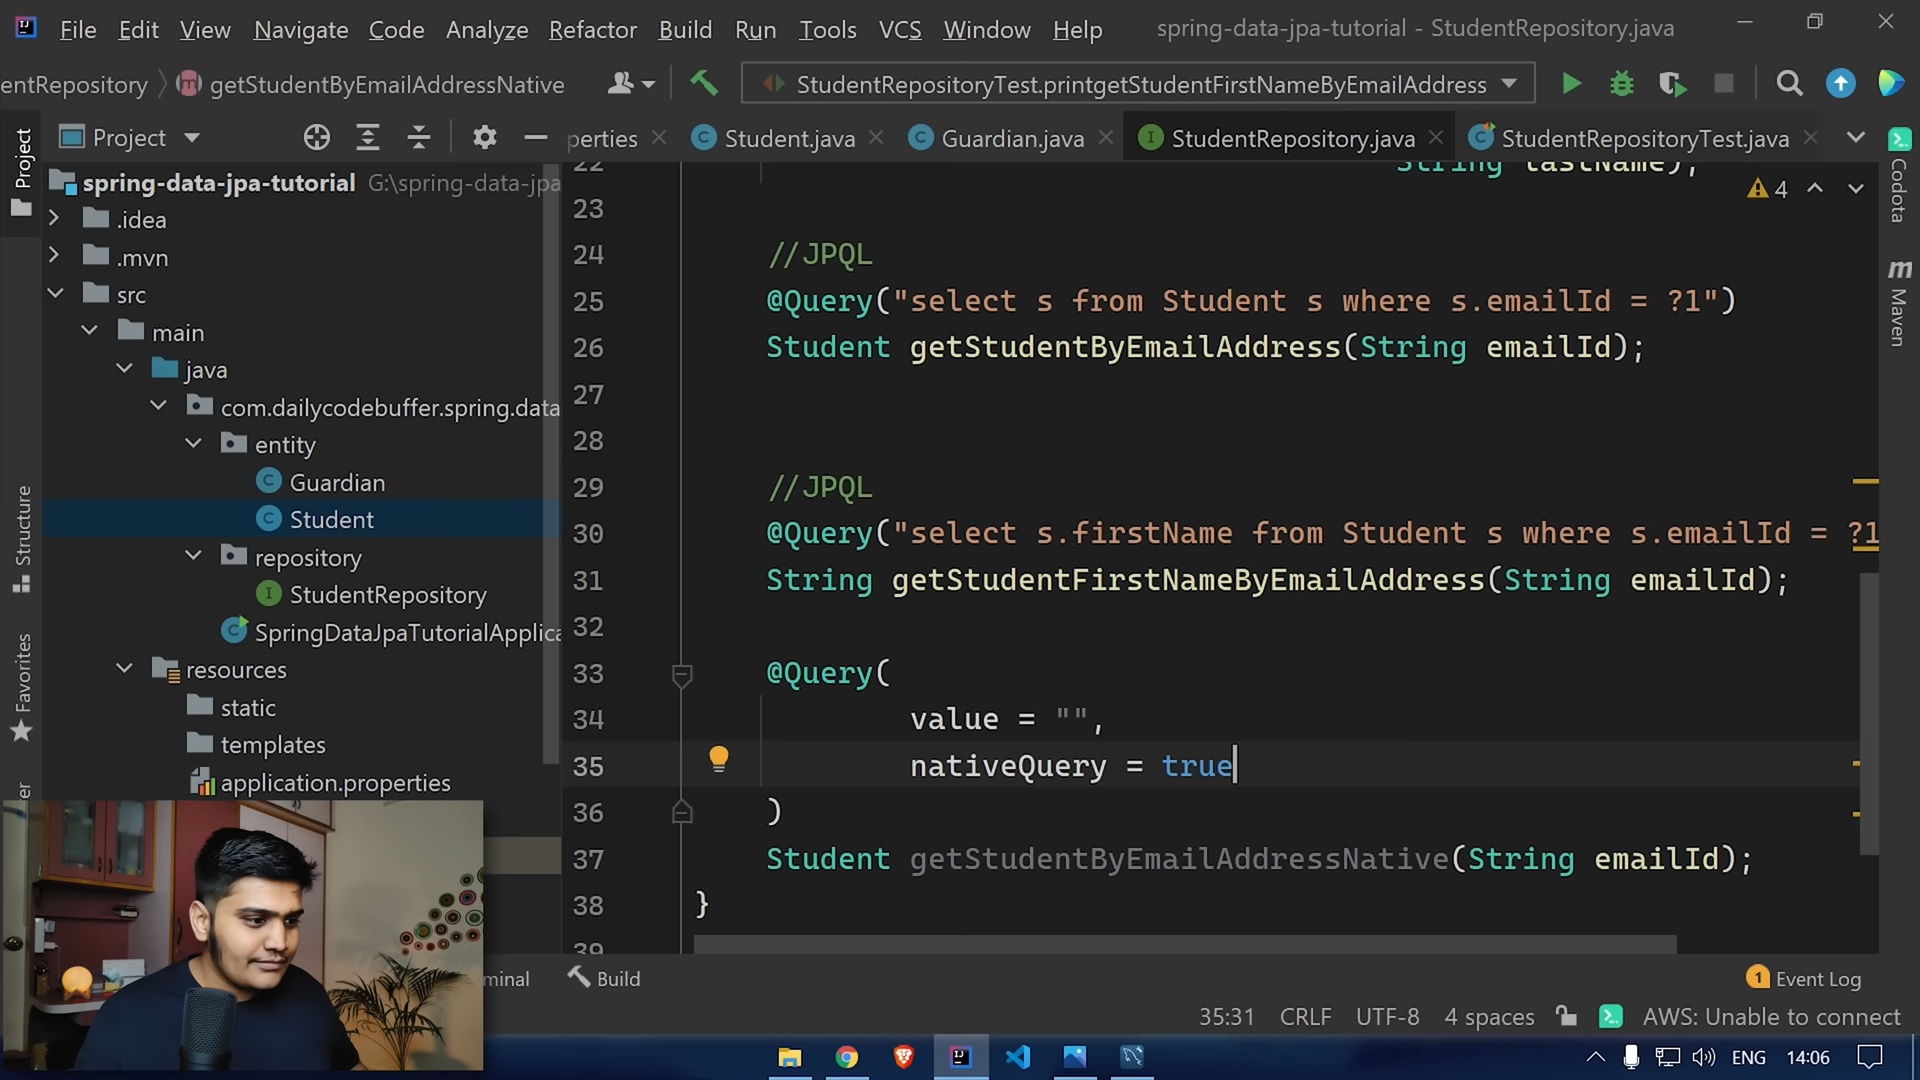 File Edit View Navigate Code Analyze Refactor Build Run Tools VCS Window Help spring-data-jpa-tutorial - StudentRepository.java
entRepository getStudentByEmailAddressNative StudentRepositoryTest.printgetStudentFirstNameByEmailAddress
Project perties Student.java Guardian.java StudentRepository.java StudentRepositoryTest.java
Project
Structure
Favorites
spring-data-jpa-tutorial G:\spring-data-jpa
.idea
.mvn
src
main
java
com.dailycodebuffer.spring.data
entity
Guardian
Student
repository
StudentRepository
SpringDataJpaTutorialApplica
resources
static
templates
application.properties
22 String lastName);
4
23
24 //JPQL
25 @Query("select s from Student s where s.emailId = ?1")
26 Student getStudentByEmailAddress(String emailId);
27
28
29 //JPQL
30 @Query("select s.firstName from Student s where s.emailId = ?1
31 String getStudentFirstNameByEmailAddress(String emailId);
32
33 @Query(
34 value = "",
35 nativeQuery = true
36 )
37 Student getStudentByEmailAddressNative(String emailId);
38 }
39
Codota
Maven
minal Build 1 Event Log
35:31 CRLF UTF-8 4 spaces AWS: Unable to connect
ENG 14:06